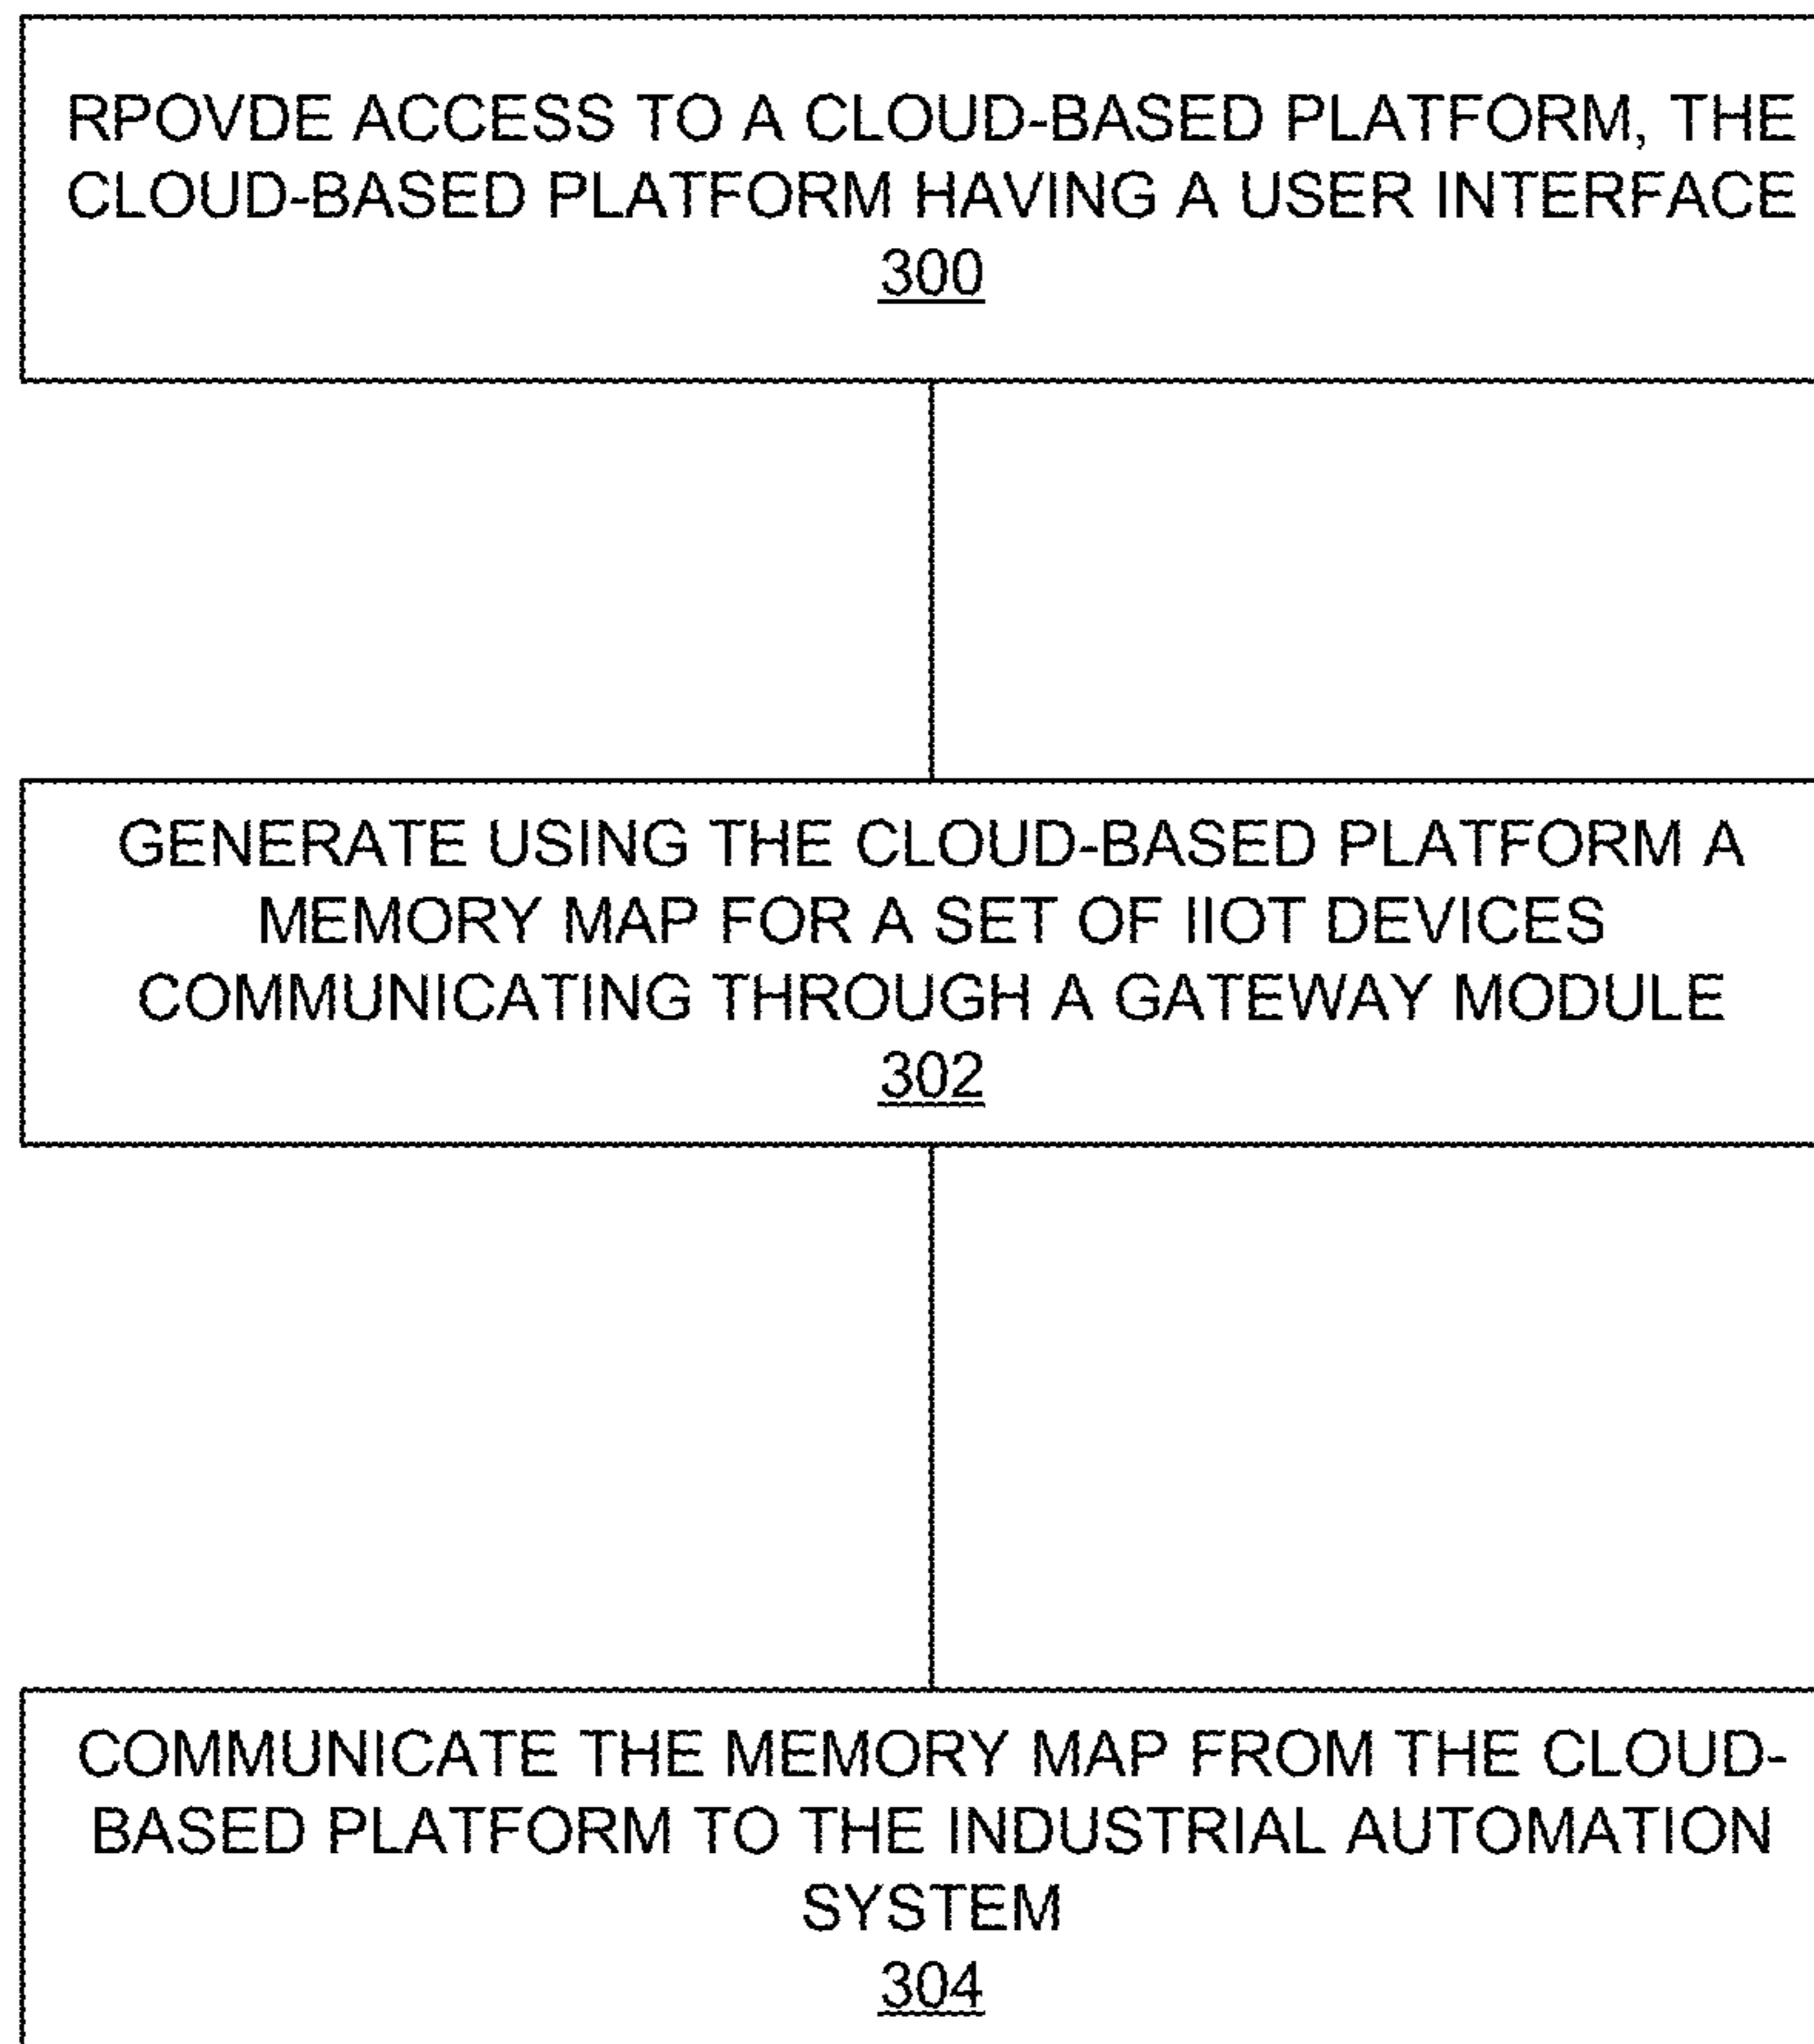 RPOVDE ACCESS TO A CLOUD-BASED PLATFORM, THE
CLOUD-BASED PLATFORM HAVING A USER INTERFACE
300
GENERATE USING THE CLOUD-BASED PLATFORM A
MEMORY MAP FOR A SET OF IIOT DEVICES
COMMUNICATING THROUGH A GATEWAY MODULE
302
COMMUNICATE THE MEMORY MAP FROM THE CLOUD-
BASED PLATFORM TO THE INDUSTRIAL AUTOMATION
SYSTEM
304